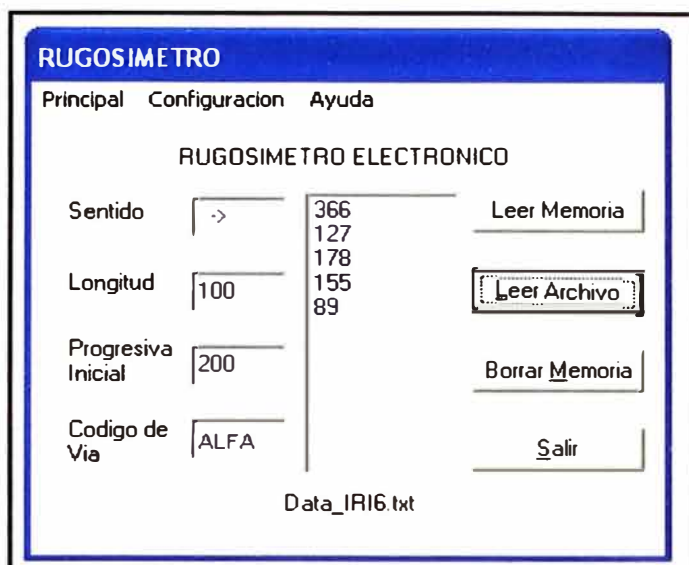 RUGOSIMETRO
Principal Configuracion Ayuda
RUGOSIMETRO ELECTRONICO
Sentido ->
Longitud 100
Progresiva
Inicial 200
Codigo de
Via ALFA
366
127
178
155
89
Leer Memoria
Leer Archivo
Borrar Memoria
Salir
Data_IRI6.txt